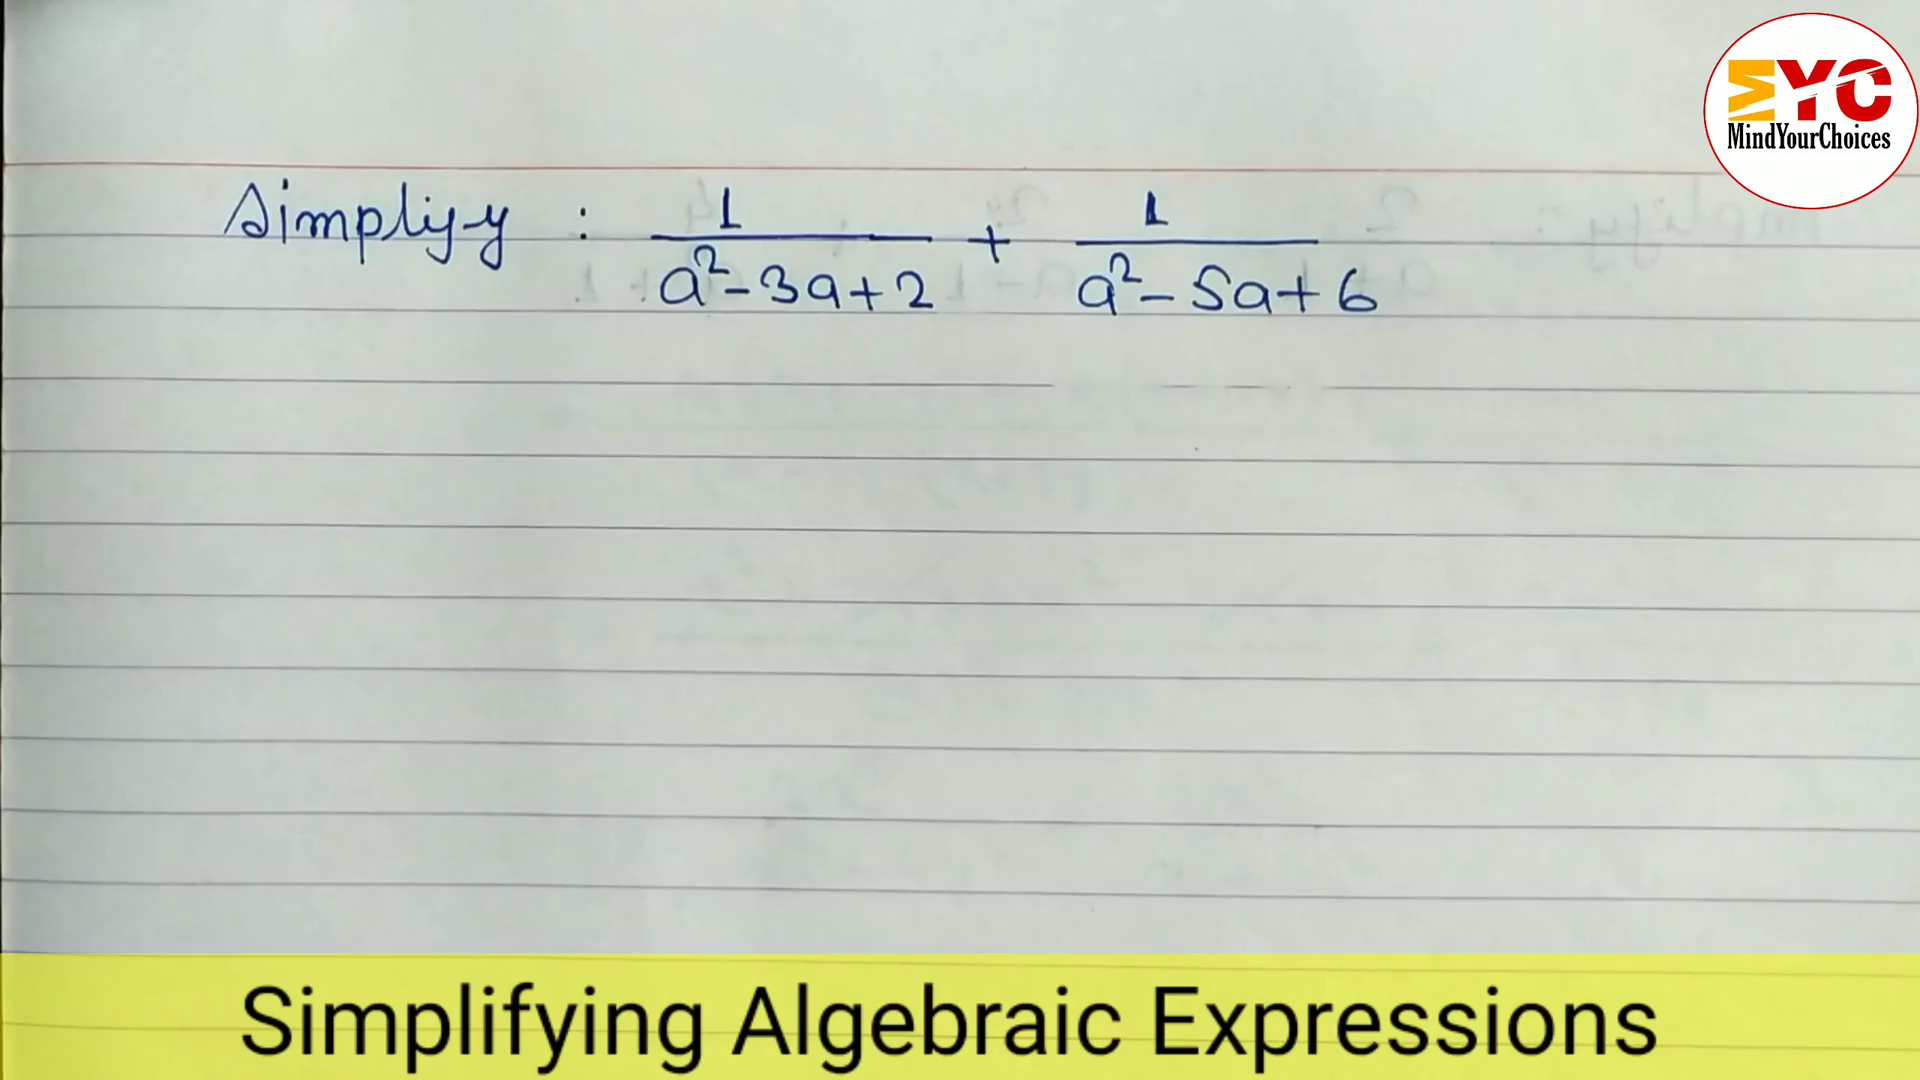 MYC
MindYourChoices
Simplify : 1/(a²-3a+2) + 1/(a²-5a+6)
Simplifying Algebraic Expressions